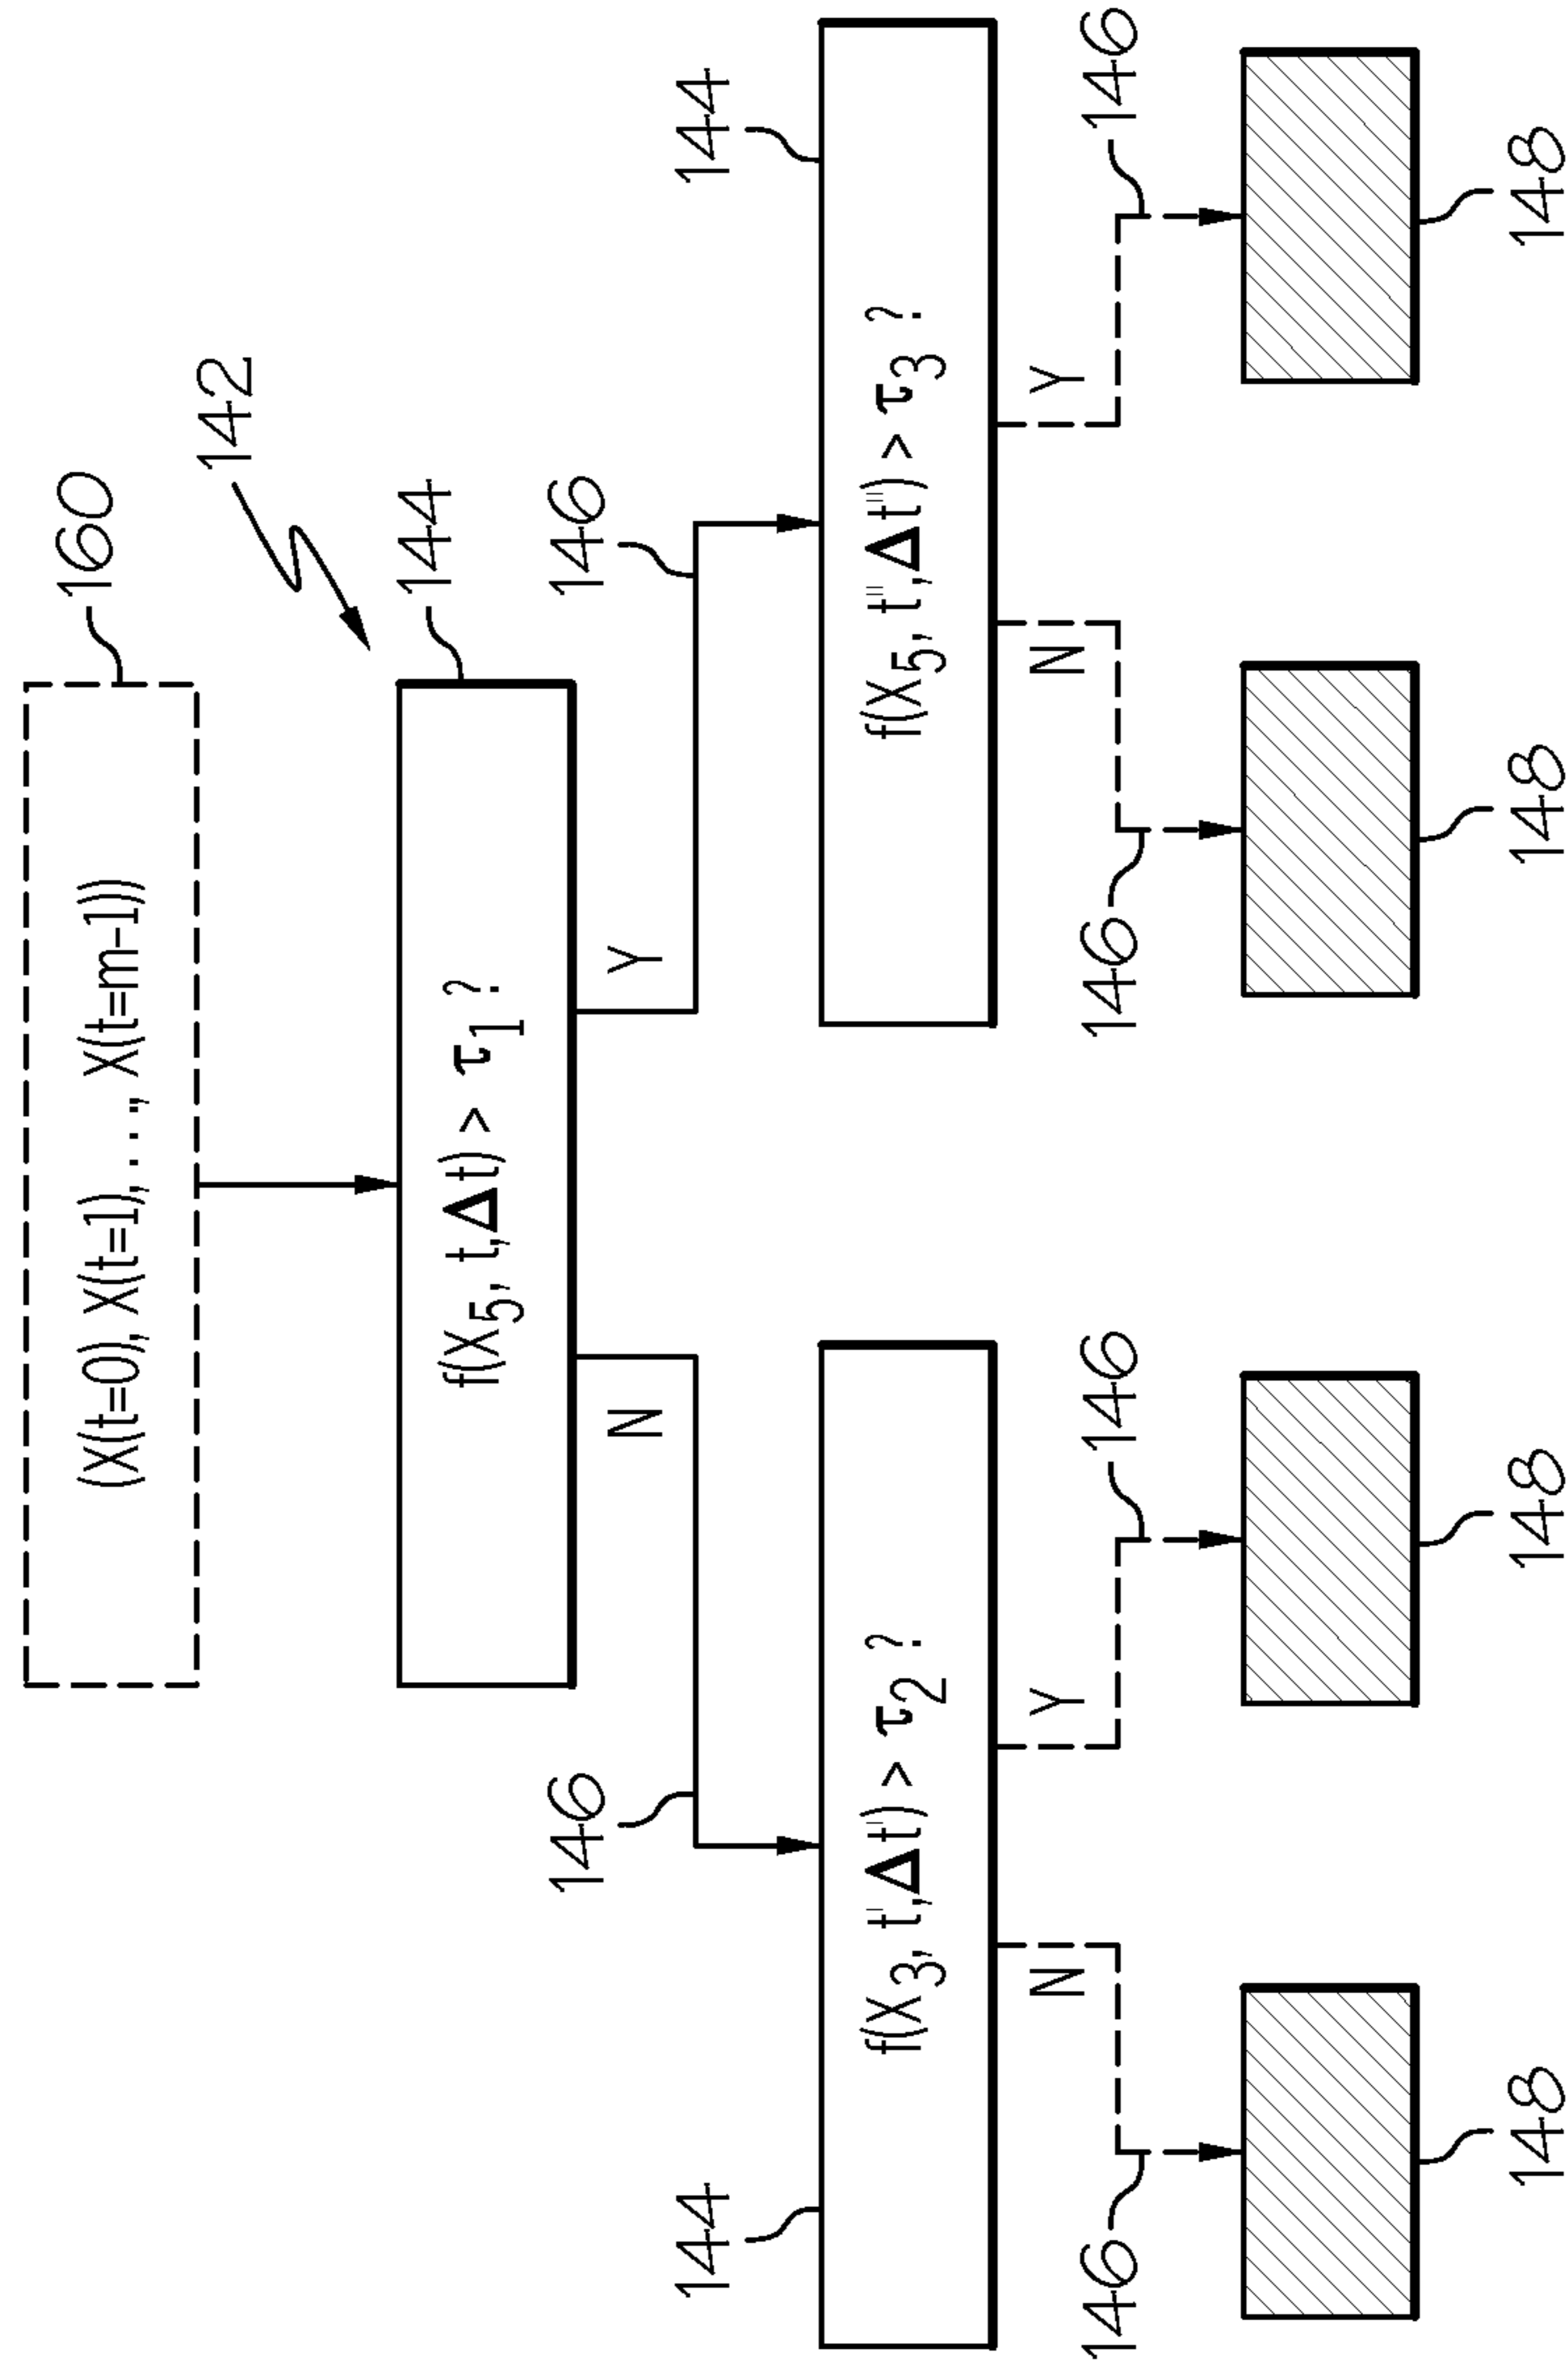 160
(X(t=0), X(t=1), . . ., X(t=m-1))
142
144
f(X₅, t,Δt) > τ₁ ?
N
Y
146
146
144
144
f(X₃, t',Δt') > τ₂ ?
f(X₅, t'',Δt'') > τ₃ ?
N
Y
N
Y
146
146
146
146
148
148
148
148